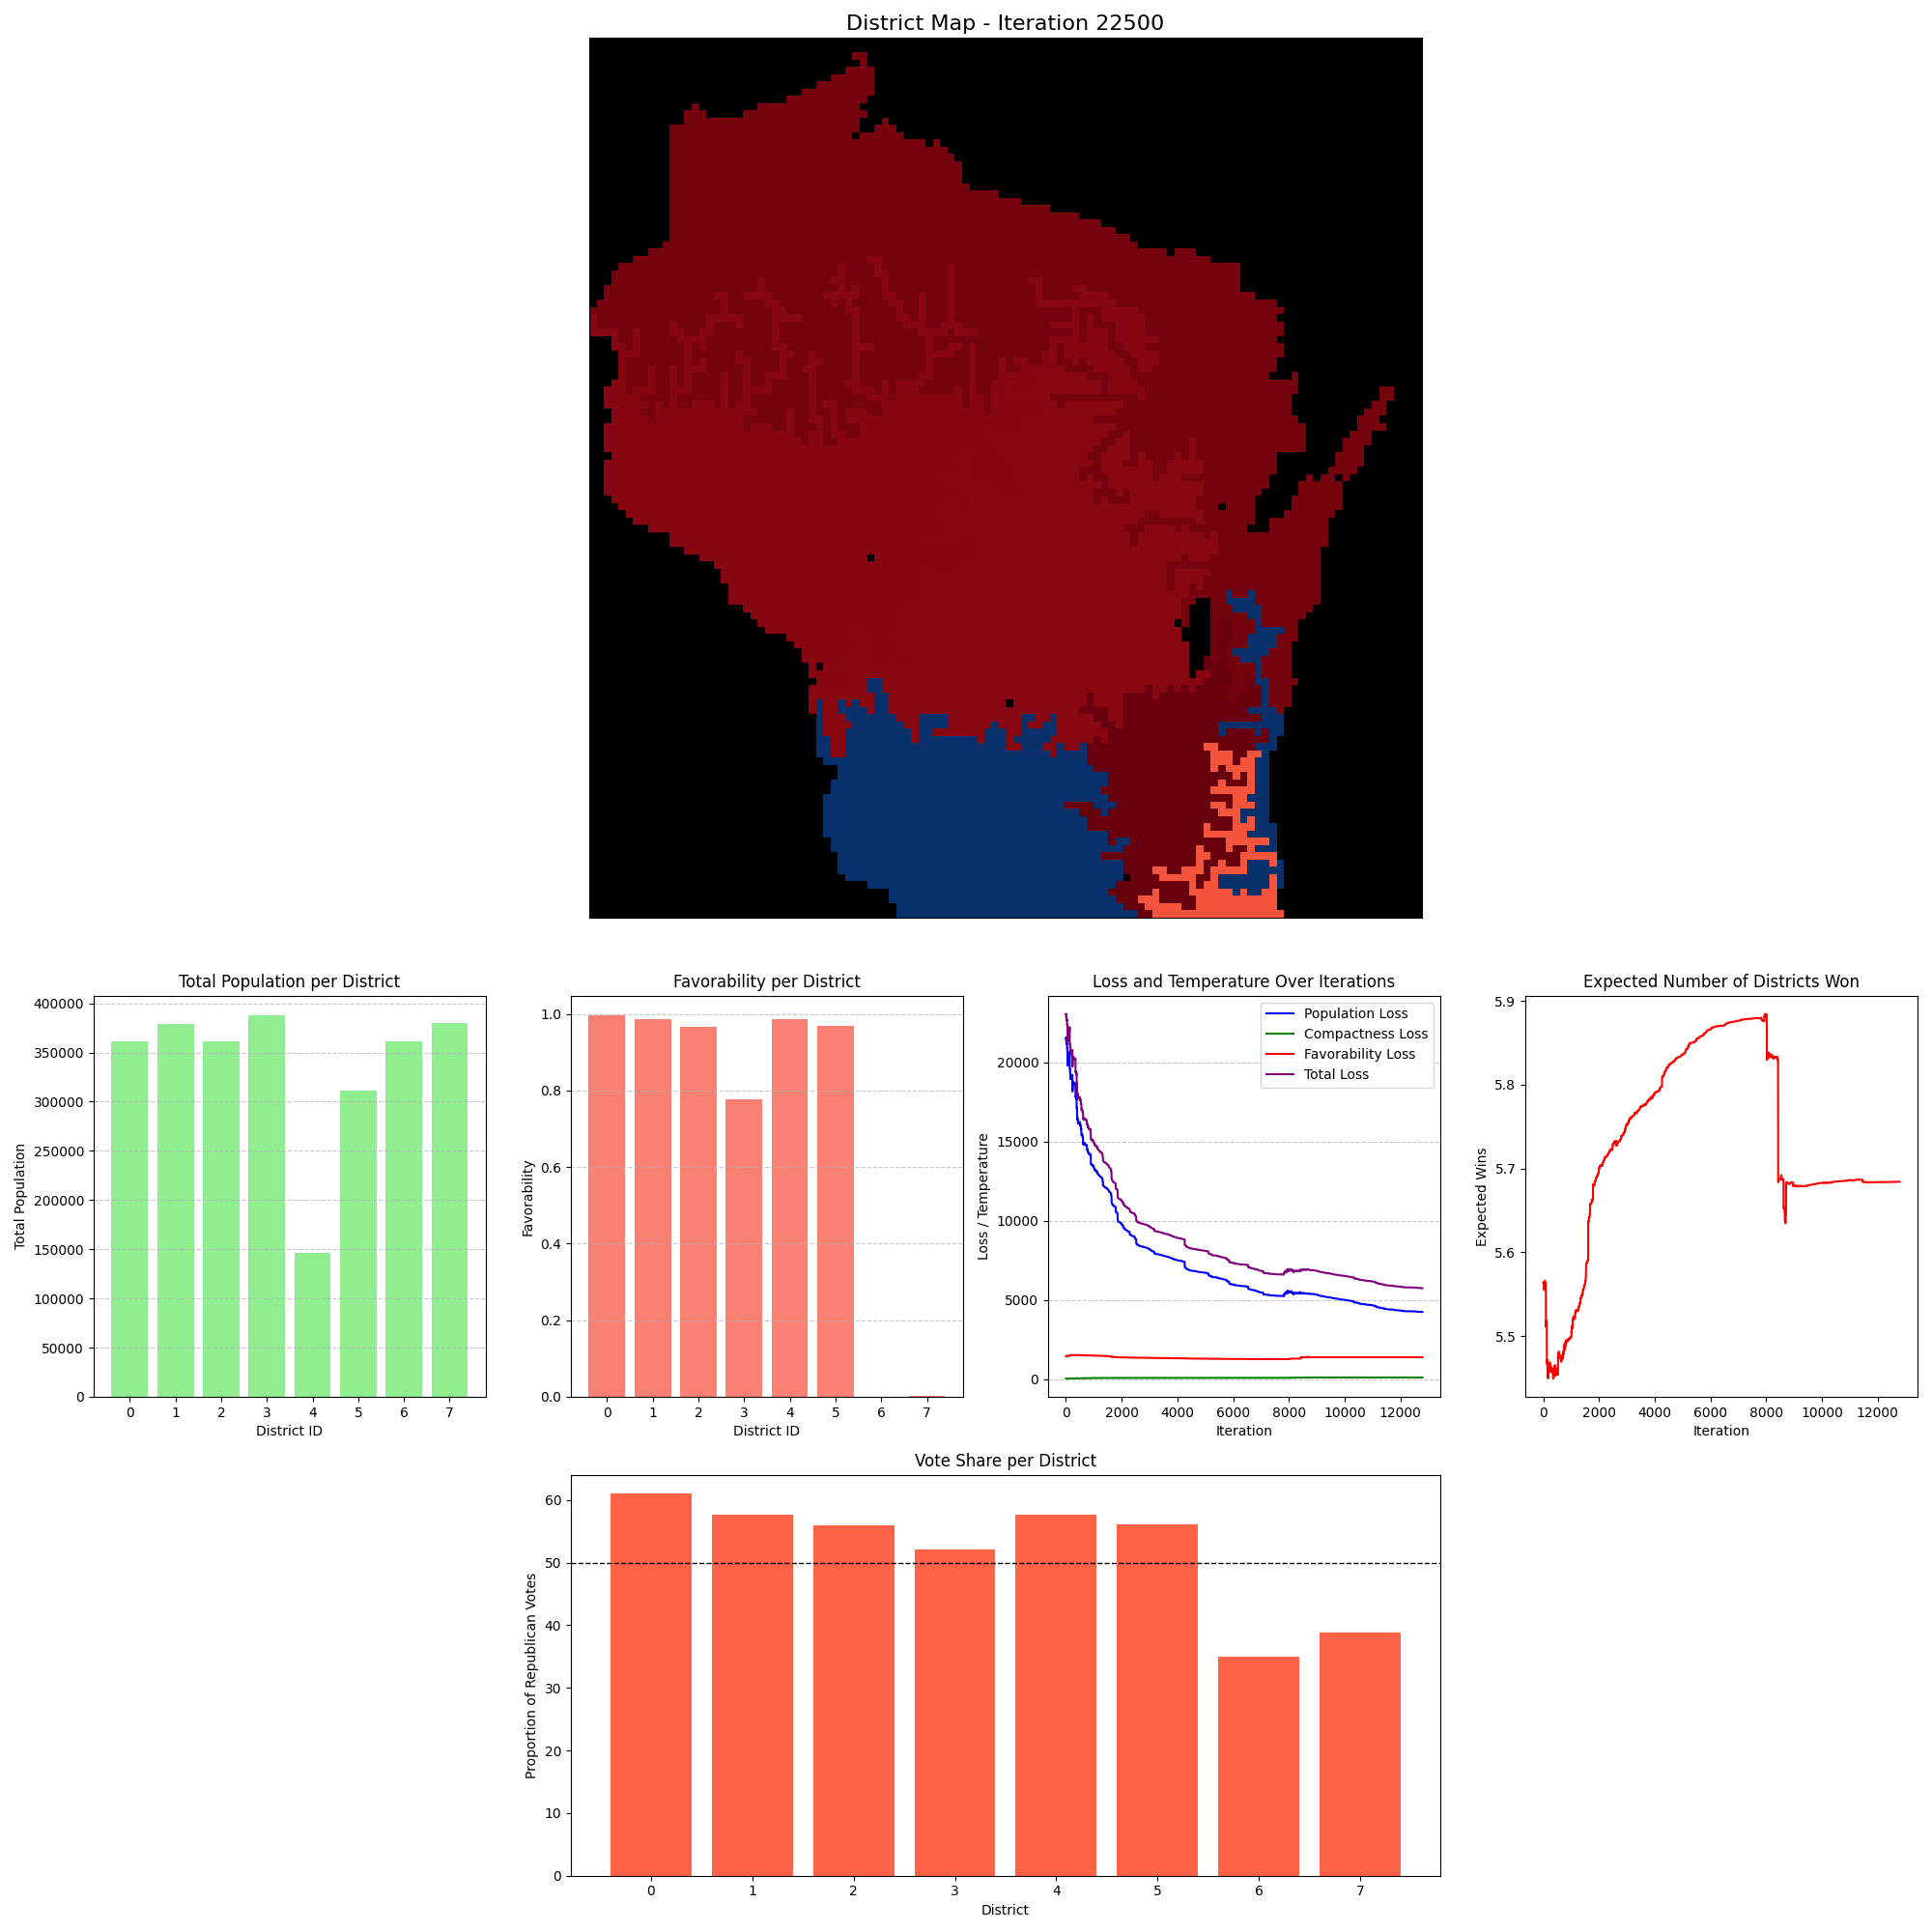 District Map - Iteration 22500
Total Population per District
Total Population
400000
350000
300000
250000
200000
150000
100000
50000
0
0 1 2 3 4 5 6 7
District ID
Favorability per District
Favorability
1.0
0.8
0.6
0.4
0.2
0.0
0 1 2 3 4 5 6 7
District ID
Loss and Temperature Over Iterations
Loss / Temperature
20000
15000
10000
5000
0
Population Loss
Compactness Loss
Favorability Loss
Total Loss
0 2000 4000 6000 8000 10000 12000
Iteration
Expected Number of Districts Won
Expected Wins
5.9
5.8
5.7
5.6
5.5
0 2000 4000 6000 8000 10000 12000
Iteration
Vote Share per District
Proportion of Republican Votes
60
50
40
30
20
10
0
0 1 2 3 4 5 6 7
District